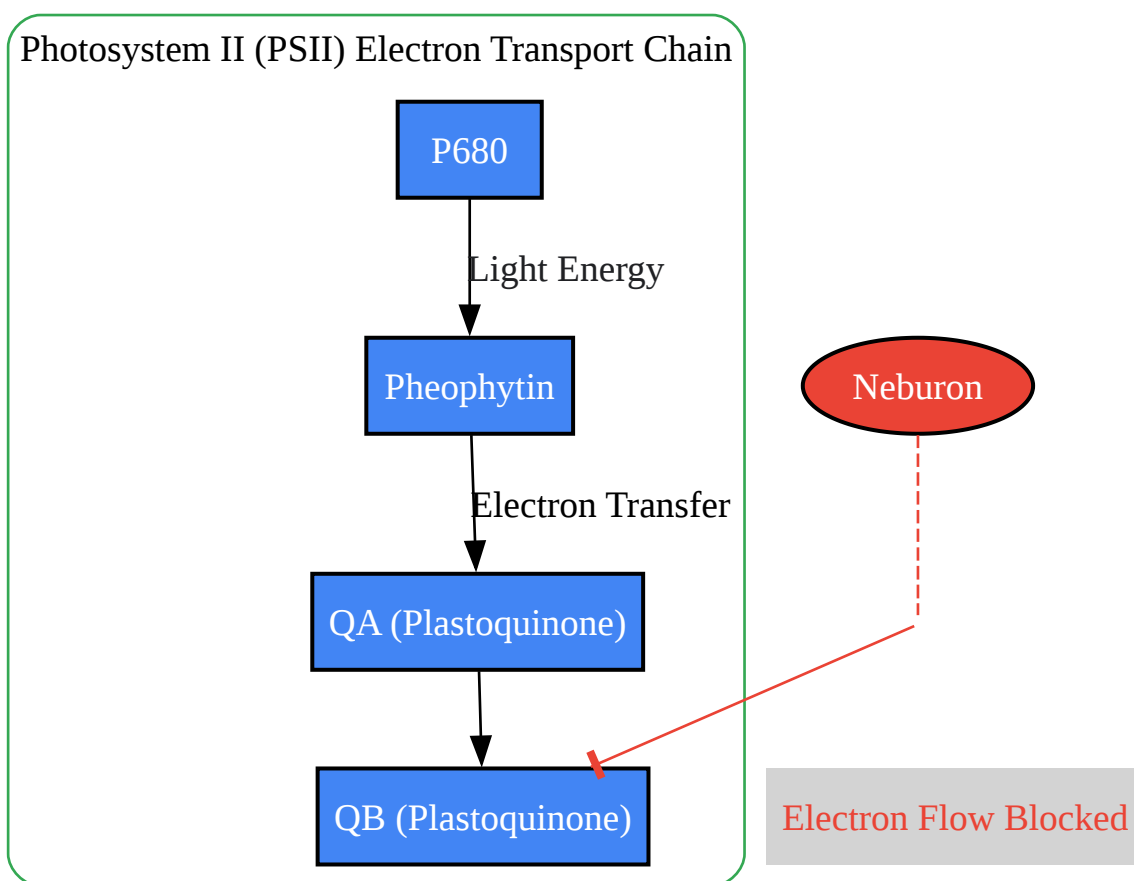 Photosystem II (PSII) Electron Transport Chain
P680
Light Energy
Pheophytin
Neburon
Electron Transfer
QA (Plastoquinone)
QB (Plastoquinone)
Electron Flow Blocked